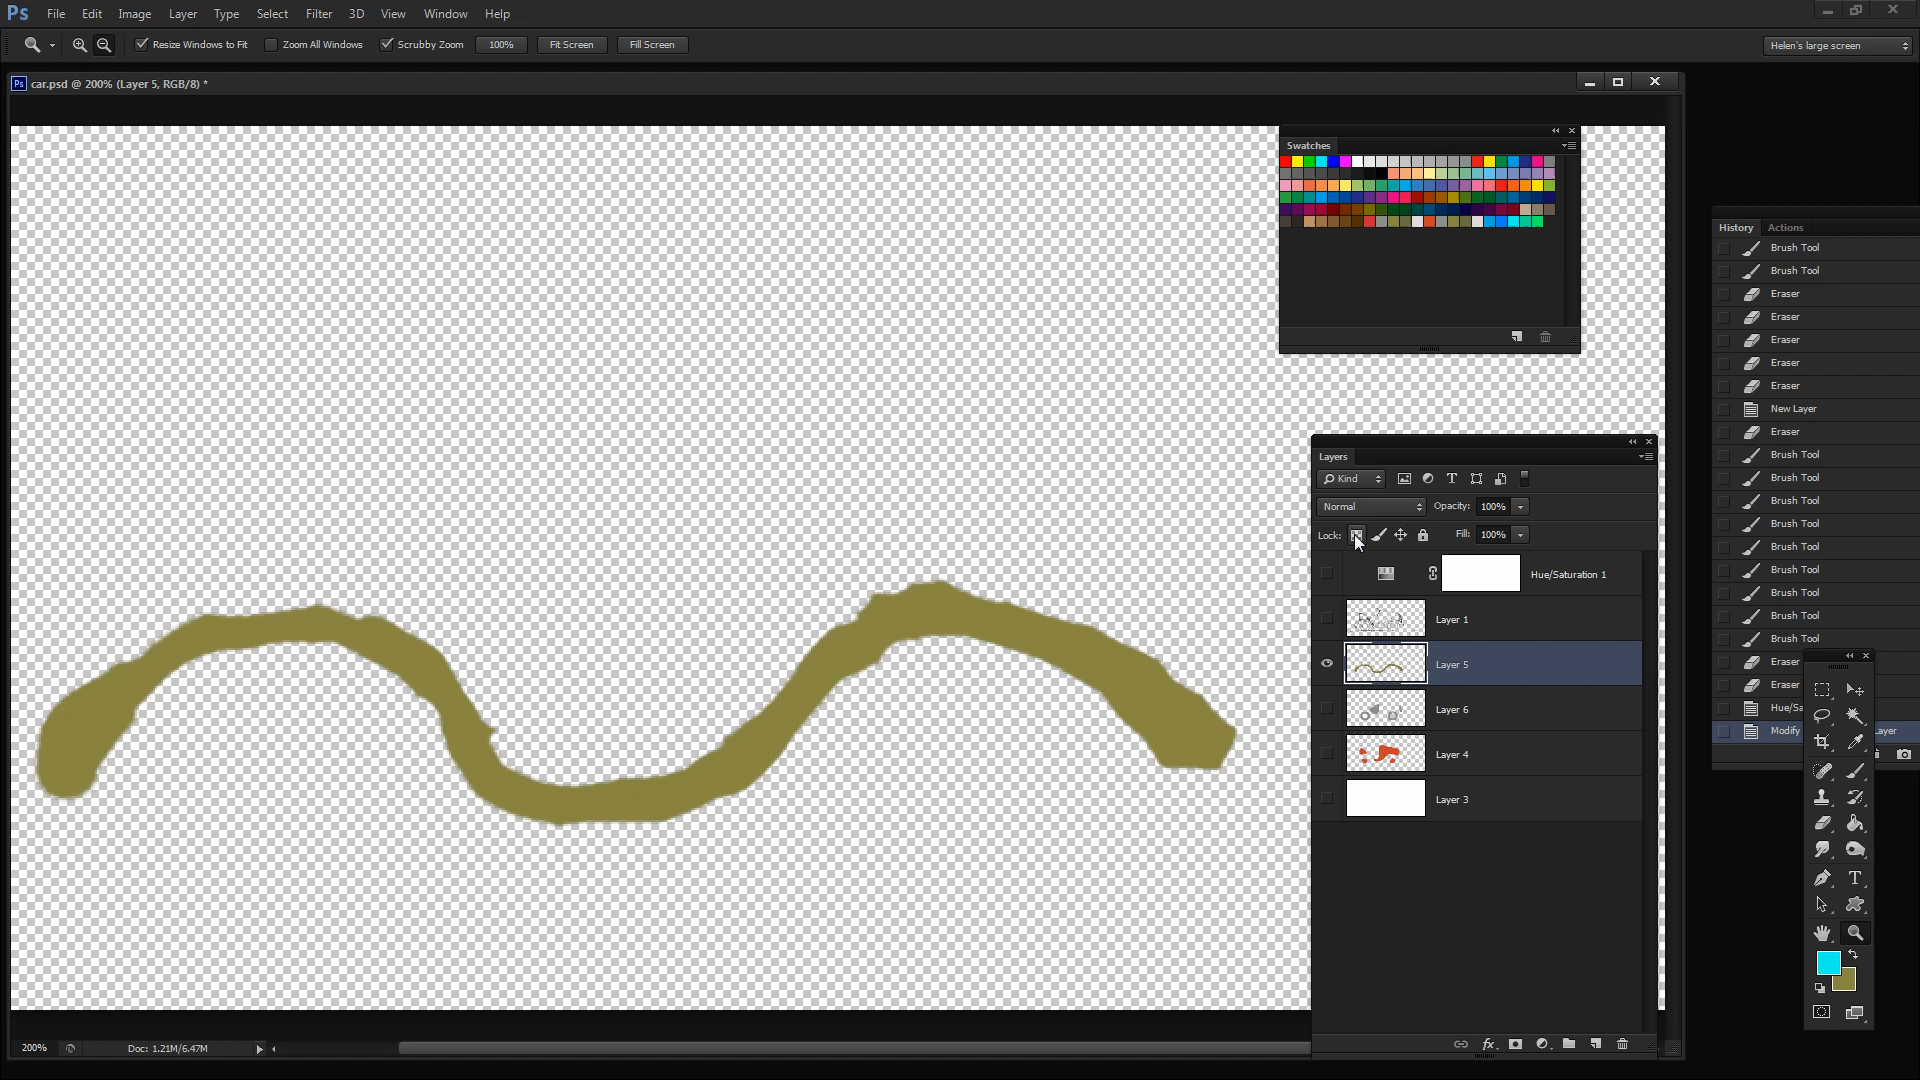 Ps File Edit Image Layer Type Select Filter 3D View Window Help
Resize Windows to Fit Zoom All Windows Scrubby Zoom 100% Fit Screen Fill Screen Helen's large screen
Ps car.psd @ 200% (Layer 5, RGB/8) *
Swatches
History Actions
Brush Tool
Brush Tool
Eraser
Eraser
Eraser
Eraser
Eraser
New Layer
Eraser
Brush Tool
Brush Tool
Brush Tool
Brush Tool
Brush Tool
Brush Tool
Brush Tool
Brush Tool
Brush Tool
Eraser
Eraser
Hue/Sa
Modify ayer
Layers
Kind T
Normal Opacity: 100%
Lock: Fill: 100%
Hue/Saturation 1
Layer 1
Layer 5
Layer 6
Layer 4
Layer 3
fx
T
200% Doc: 1.21M/6.47M